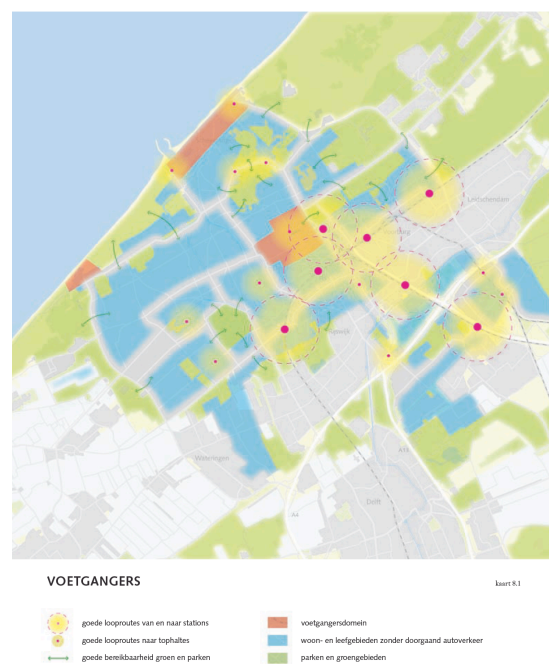 Leidschendam
Rijswijk
Wateringen
A13
Delft
A4
VOETGANGERS
kaart 8.1
goede looproutes van en naar stations
goede looproutes naar tophaltes
goede bereikbaarheid groen en parken
voetgangersdomein
woon- en leefgebieden zonder doorgaand autoverkeer
parken en groengebieden